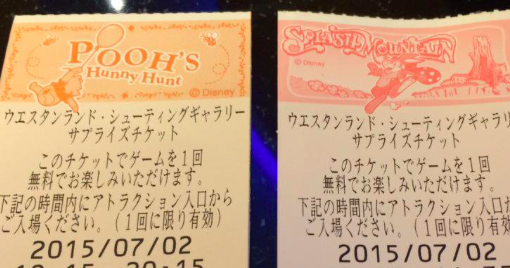 POOH'S
Hunny Hunt
© Disney
ウエスタンランド・シューティングギャラリー
サプライズチケット
このチケットでゲームを1回
無料でお楽しみいただけます。
下記の時間内にアトラクション入口から
ご入場ください。(1回に限り有効)
2015/07/02
SPLASH MOUNTAIN
© Disney
ウエスタンランド・シューティングギャラリ
サプライズチケット
このチケットでゲームを1回
無料でお楽しみいただけます。
下記の時間内にアトラクション入口か
ご入場ください。(1回に限り有効
2015/07/02